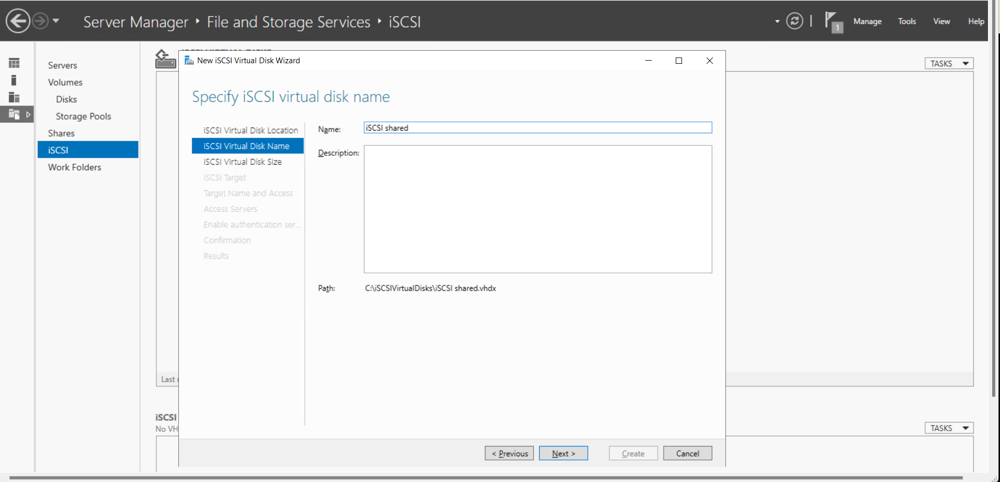 Server Manager ‣ File and Storage Services ‣ iSCSI
1
Manage Tools View Help
Servers
Volumes
Disks
Storage Pools
Shares
iSCSI
Work Folders
TASKS
New iSCSI Virtual Disk Wizard
Specify iSCSI virtual disk name
iSCSI Virtual Disk Location
iSCSI Virtual Disk Name
iSCSI Virtual Disk Size
iSCSI Target
Target Name and Access
Access Servers
Enable authentication ser...
Confirmation
Results
Name: iSCSI shared
Description:
Path: C:\iSCSIVirtualDisks\iSCSI shared.vhdx
Last
iSCSI
No VH
TASKS
< Previous Next > Create Cancel